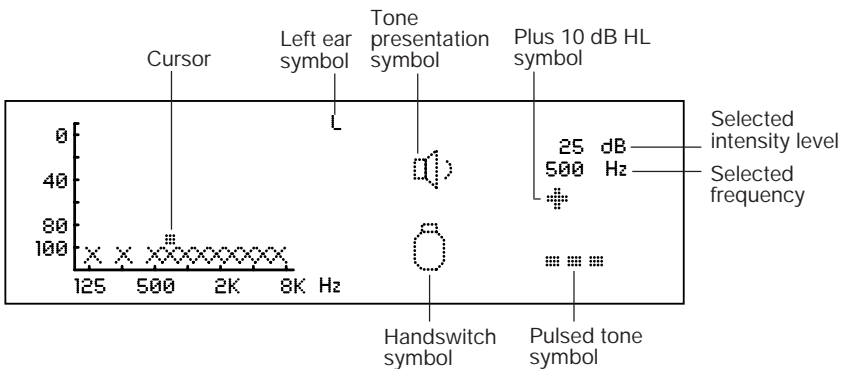 Tone
presentation
symbol
Left ear
symbol
Plus 10 dB HL
symbol
Cursor
L
Selected
intensity level
Selected
frequency
0
40
80
100
25 dB
500 Hz
125 500 2K 8K Hz
Handswitch
symbol
Pulsed tone
symbol